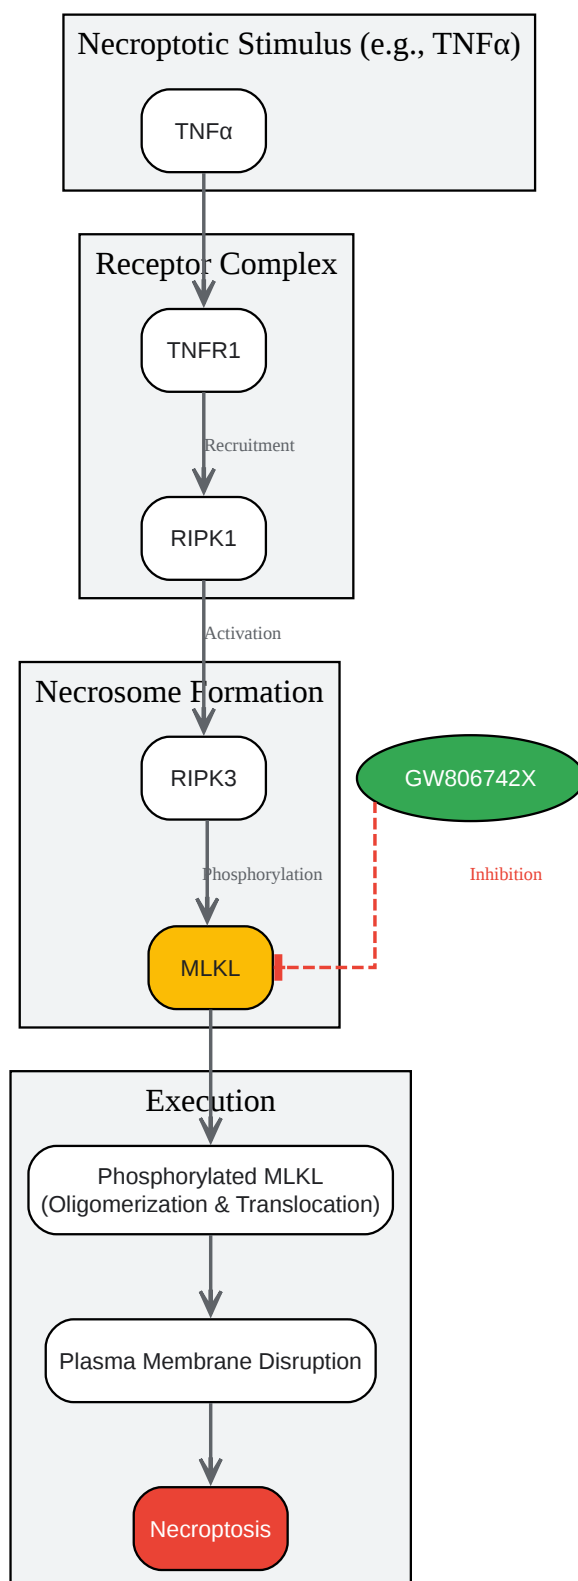 Necroptotic Stimulus (e.g., TNFα)
TNFα
Receptor Complex
TNFR1
Recruitment
RIPK1
Activation
Necrosome Formation
RIPK3
GW806742X
Phosphorylation
Inhibition
MLKL
Execution
Phosphorylated MLKL
(Oligomerization & Translocation)
Plasma Membrane Disruption
Necroptosis